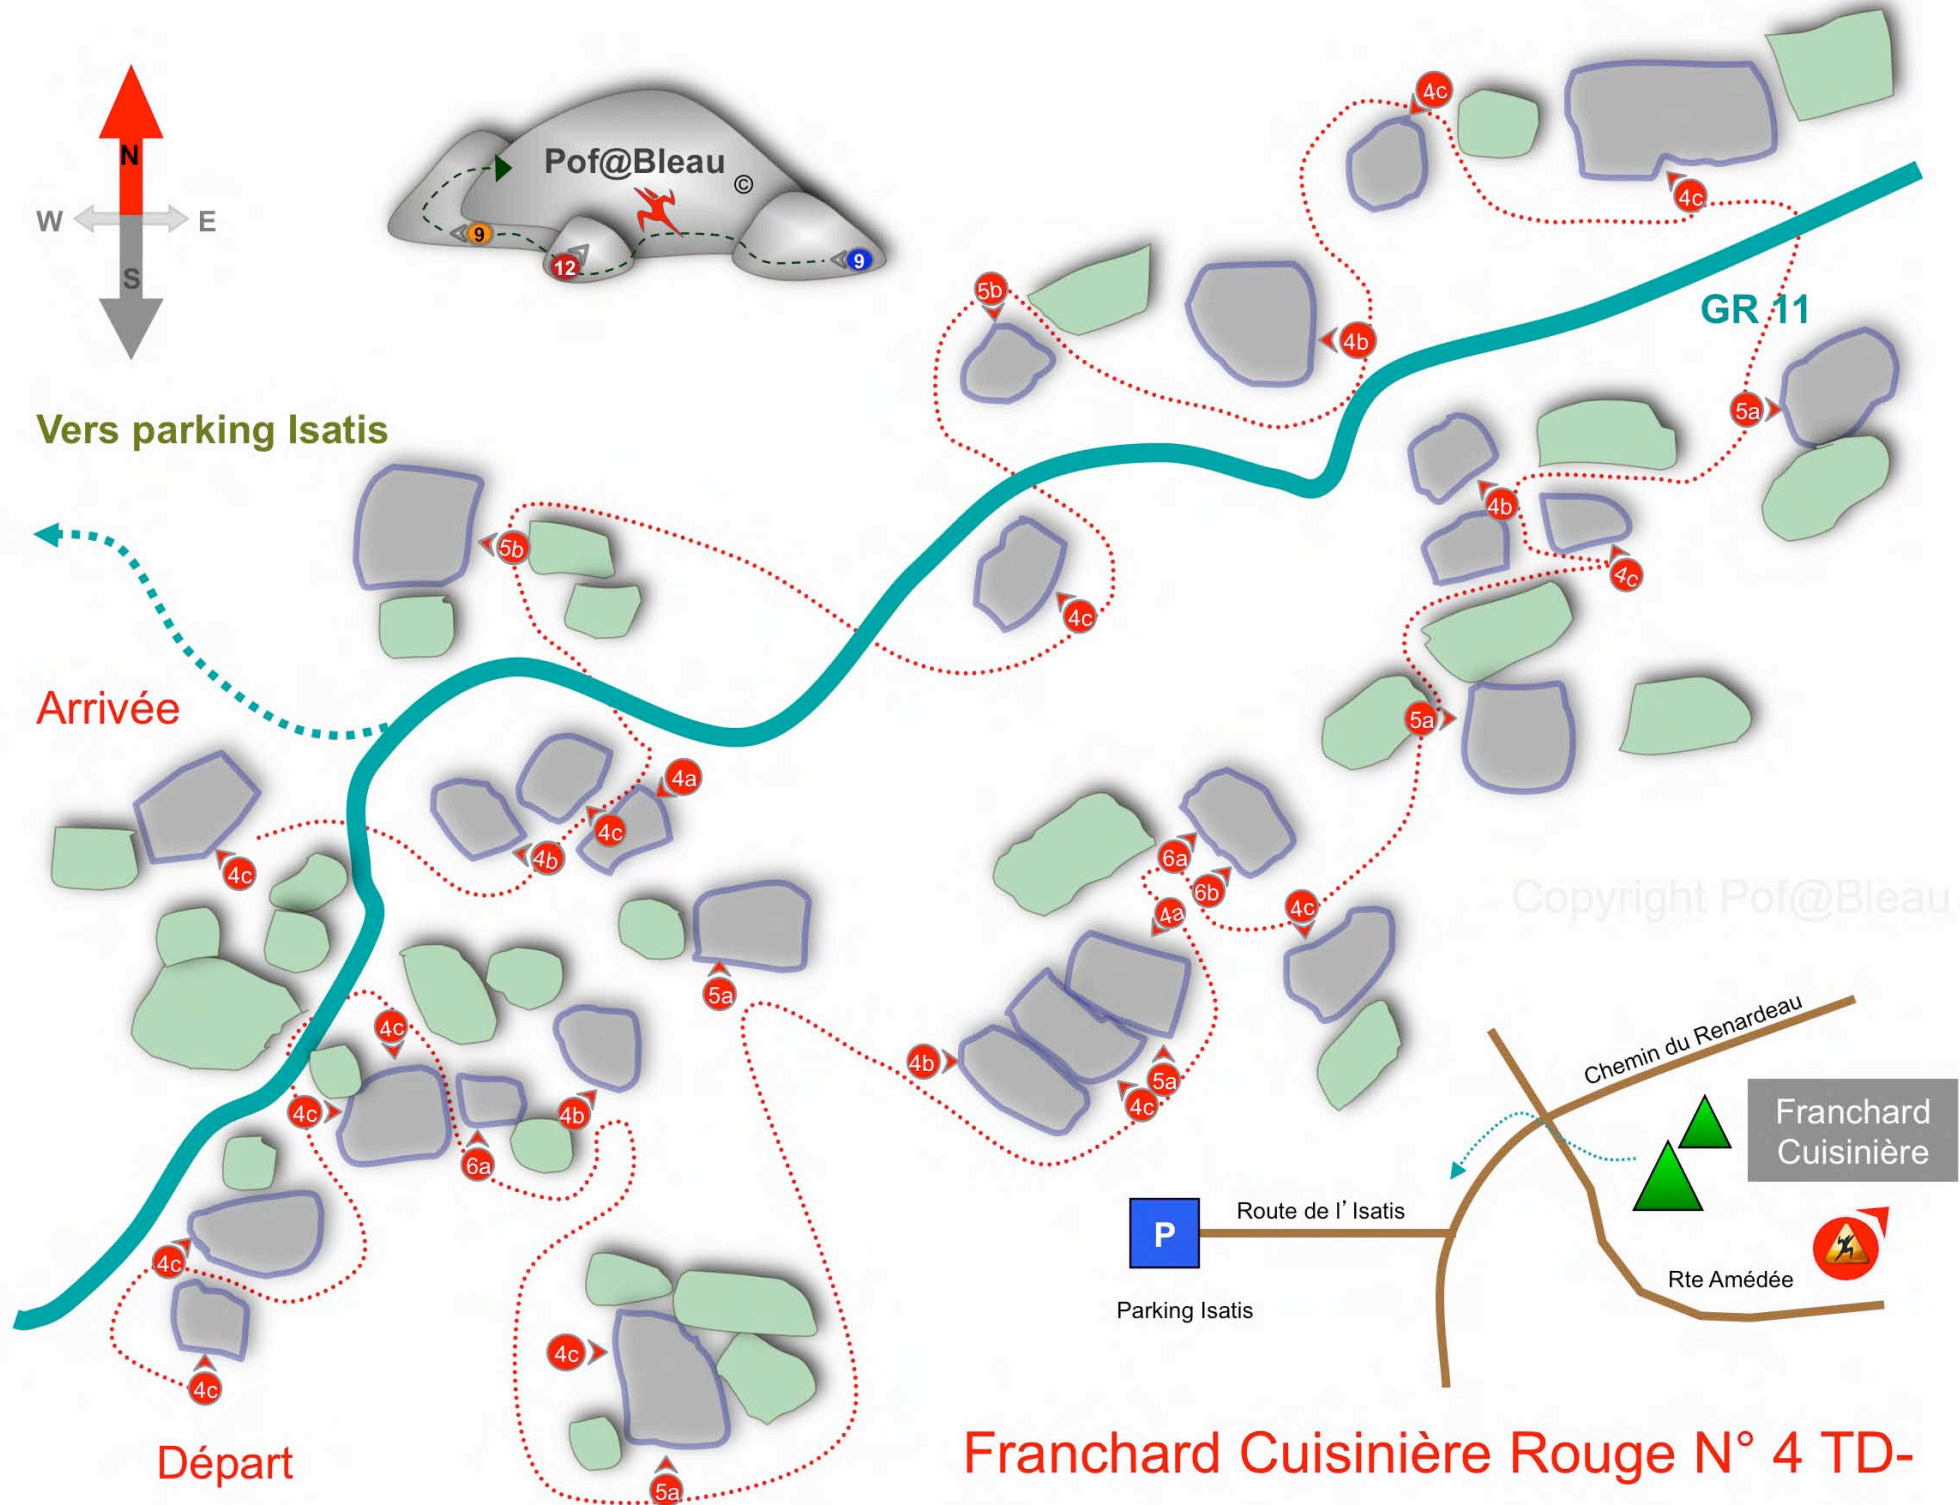 N
W
E
S
Pof@Bleau
©
9
12
9
4c
4c
5b
4b
GR 11
5a
Vers parking Isatis
4b
5b
4c
4c
Arrivée
5a
4a
4c
4b
4c
6a
6b
4c
4a
Copyright Pof@Bleau
5a
4c
4b
5a
4c
4c
4b
6a
Chemin du Renardeau
Franchard
Cuisinière
P
Route de l’ Isatis
4c
Rte Amédée
Parking Isatis
4c
4c
Départ
5a
Franchard Cuisinière Rouge N° 4 TD-